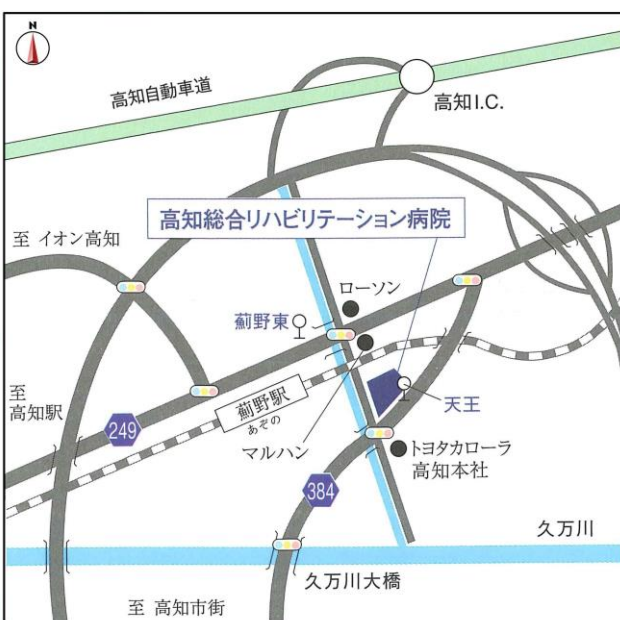 N
高知自動車道
高知I.C.
高知総合リハビリテーション病院
至 イオン高知
ローソン
薊野東
至
高知駅
薊野駅
あぞの
天王
249
マルハン
トヨタカローラ
高知本社
384
久万川
久万川大橋
至 高知市街